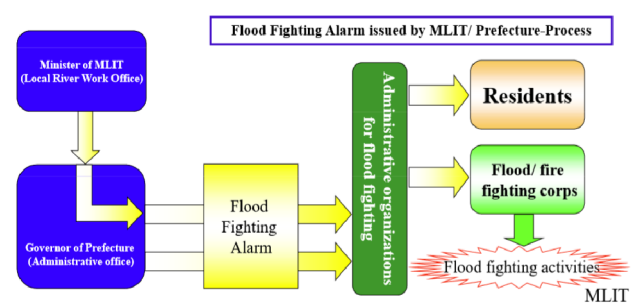 Flood Fighting Alarm issued by MLIT/ Prefecture-Process
Minister of MLIT
(Local River Work Office)
Governor of Prefecture
(Administrative office)
Flood
Fighting
Alarm
Administrative organizations
for flood fighting
Residents
Flood/ fire
fighting corps
Flood fighting activities
MLIT